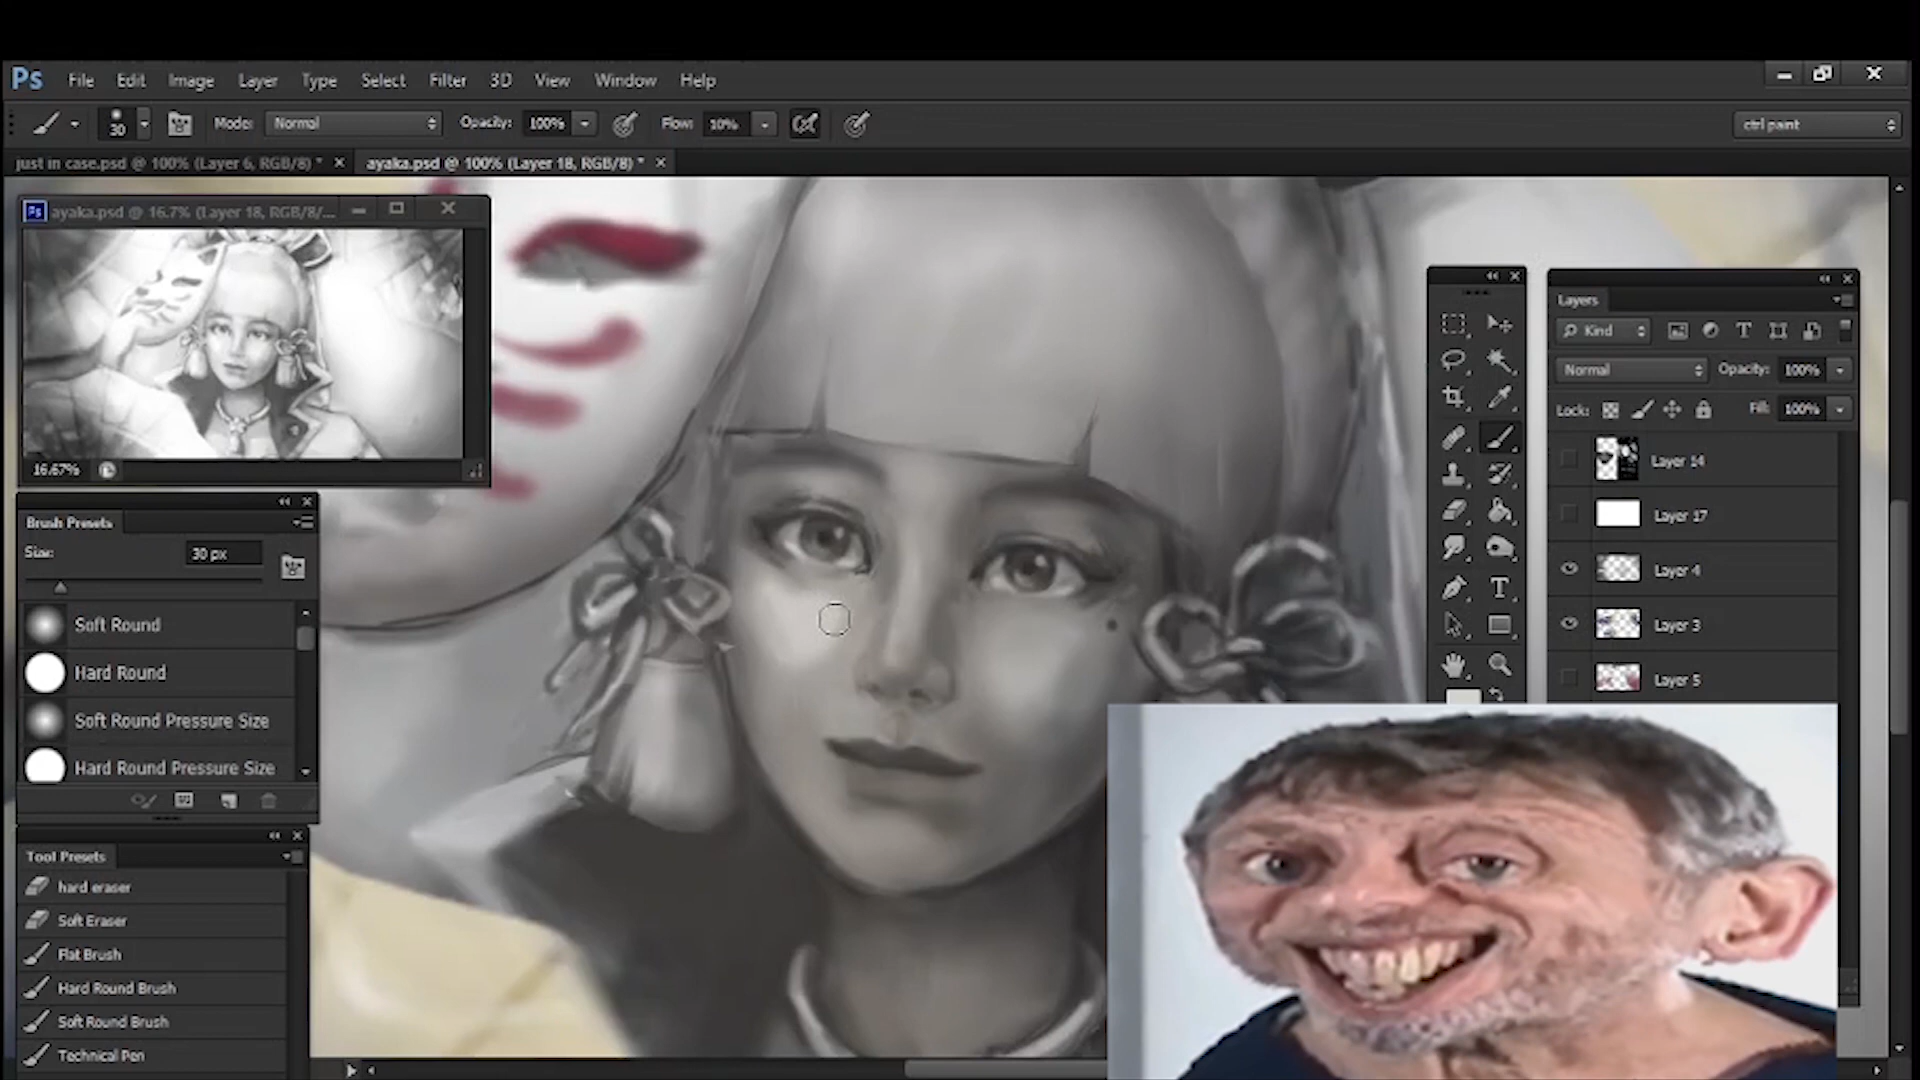 Ps File Edit Image Layer Type Select Filter 3D View Window Help
30 Mode: Normal Opacity: 100% Flow: 10% ctrl paint
just in case.psd @ 100% (Layer 6, RGB/8) * ayaka.psd @ 100% (Layer 18, RGB/8) *
Ps ayaka.psd @ 16.7% (Layer 18, RGB/8/...
16.67%
Brush Presets
Size: 30 px
Soft Round
Hard Round
Soft Round Pressure Size
Hard Round Pressure Size
Tool Presets
hard eraser
Soft Eraser
Flat Brush
Hard Round Brush
Soft Round Brush
Technical Pen
Layers
Kind
Normal Opacity: 100%
Lock: Fill: 100%
Layer 14
Layer 17
Layer 4
Layer 3
Layer 5